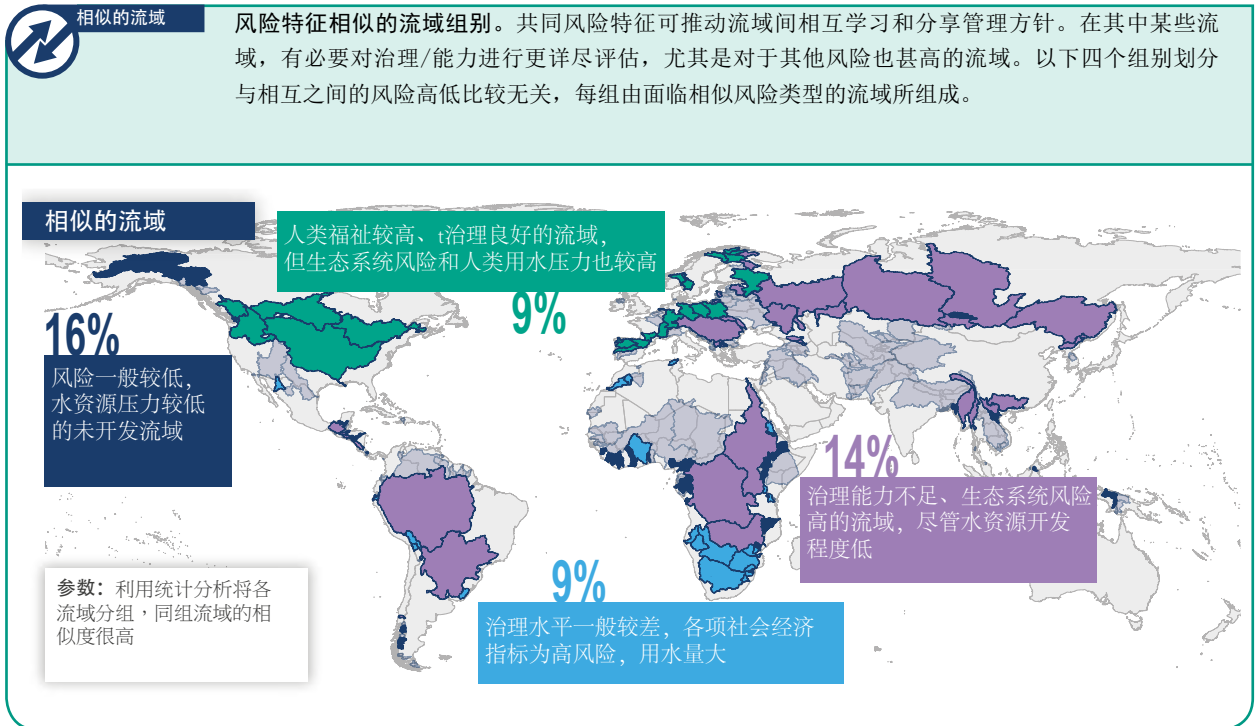 相似的流域
风险特征相似的流域组别。共同风险特征可推动流域间相互学习和分享管理方针。在其中某些流
域，有必要对治理/能力进行更详尽评估，尤其是对于其他风险也甚高的流域。以下四个组别划分
与相互之间的风险高低比较无关，每组由面临相似风险类型的流域所组成。
相似的流域
人类福祉较高、t治理良好的流域，
但生态系统风险和人类用水压力也较高
9%
16%
风险一般较低，
水资源压力较低
的未开发流域
14%
治理能力不足、生态系统风险
高的流域，尽管水资源开发
程度低
9%
治理水平一般较差，各项社会经济
指标为高风险，用水量大
参数：利用统计分析将各
流域分组，同组流域的相
似度很高